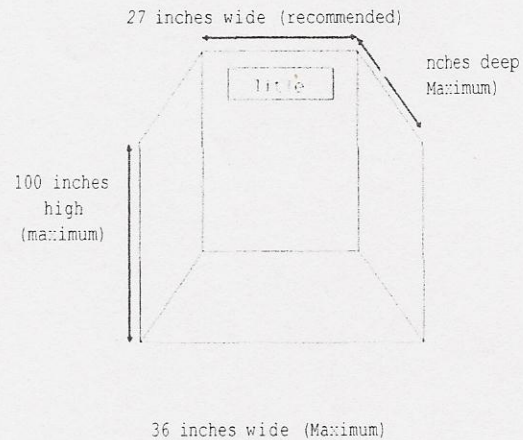 27 inches wide (recommended)
nches deep
Maximum)
Title
100 inches
high
(maximum)
36 inches wide (Maximum)